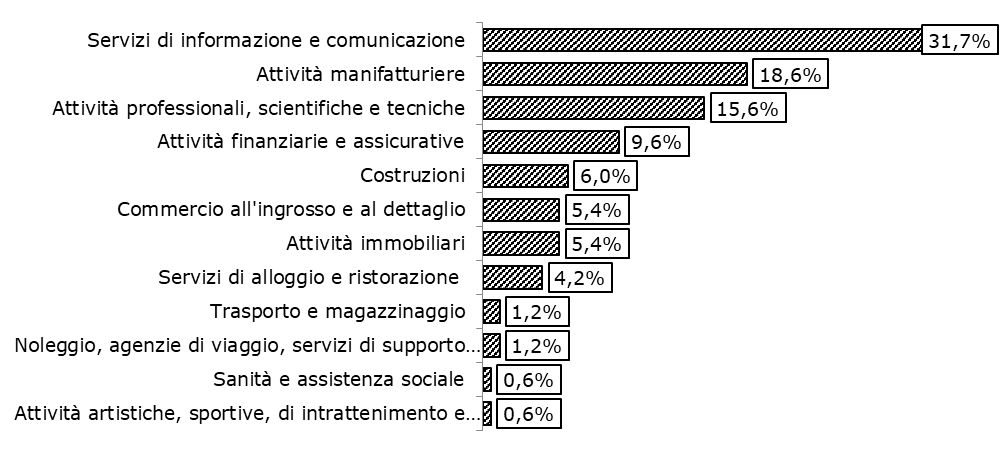 Servizi di informazione e comunicazione 31,7%
Attività manifatturiere 18,6%
Attività professionali, scientifiche e tecniche 15,6%
Attività finanziarie e assicurative 9,6%
Costruzioni 6,0%
Commercio all'ingrosso e al dettaglio 5,4%
Attività immobiliari 5,4%
Servizi di alloggio e ristorazione 4,2%
Trasporto e magazzinaggio 1,2%
Noleggio, agenzie di viaggio, servizi di supporto... 1,2%
Sanità e assistenza sociale 0,6%
Attività artistiche, sportive, di intrattenimento e... 0,6%